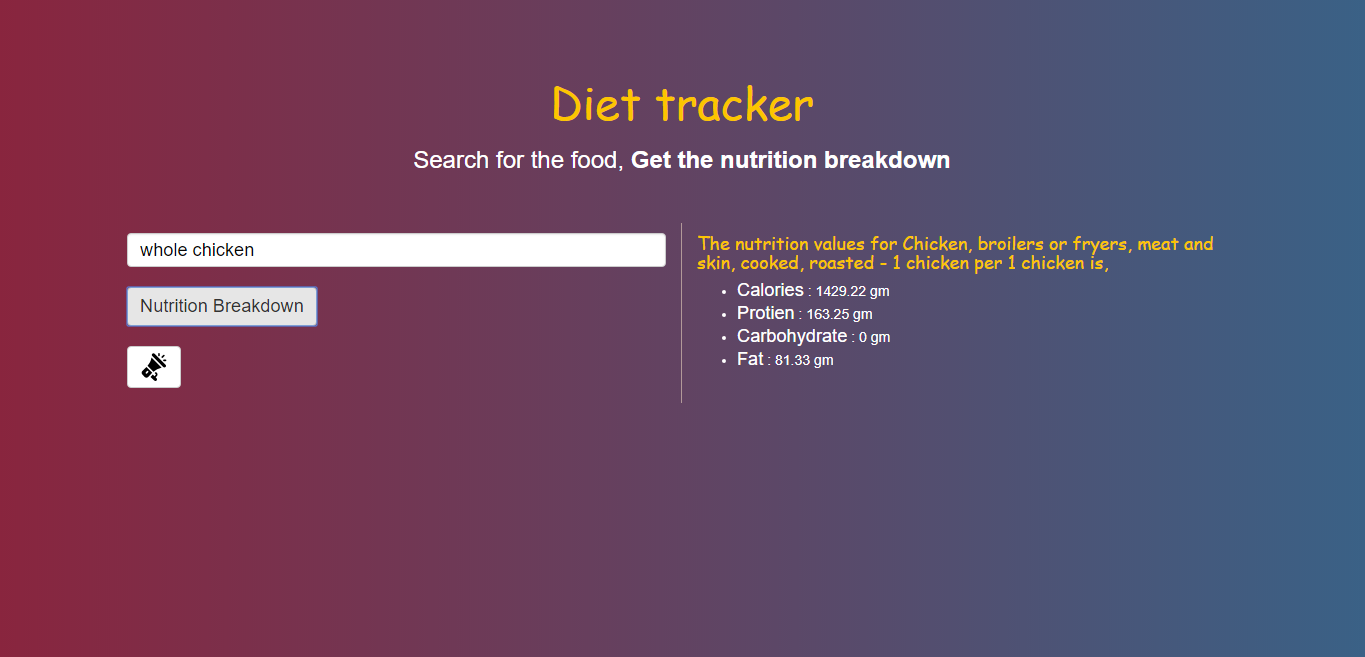 Diet tracker
Search for the food, Get the nutrition breakdown
whole chicken
Nutrition Breakdown
The nutrition values for Chicken, broilers or fryers, meat and
skin, cooked, roasted - 1 chicken per 1 chicken is,
• Calories : 1429.22 gm
• Protien : 163.25 gm
• Carbohydrate : 0 gm
• Fat : 81.33 gm